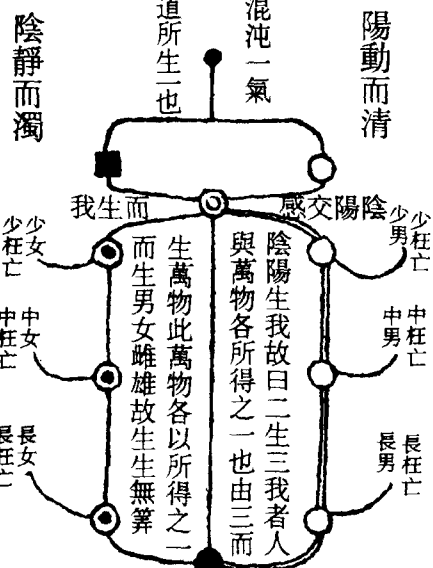 陽動而清
混沌一氣
道所生一也
陰靜而濁
陰陽交感
而生我
少枉亡
少男
中枉亡
中男
長枉亡
長男
陰陽生我故曰二生三我者人
與萬物各所得之一也由三而
生萬物此萬物各以所得之一
而生男女雌雄故生生無筭
少女
少枉亡
中女
中枉亡
長女
長枉亡